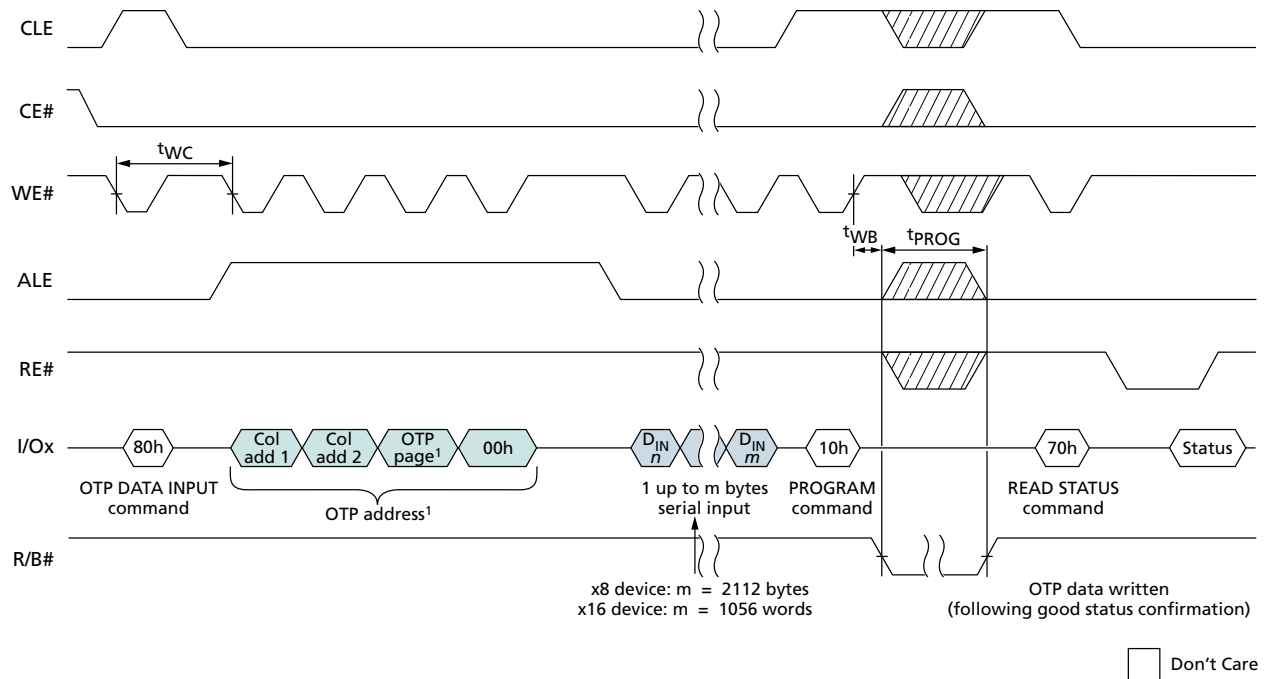 CLE
CE#
tWC
WE#
tWB
tPROG
ALE
RE#
I/Ox
80h
Col add 1
Col add 2
OTP page¹
00h
DIN n
DIN m
10h
70h
Status
OTP DATA INPUT
command
OTP address¹
1 up to m bytes
serial input
PROGRAM
command
READ STATUS
command
R/B#
x8 device: m = 2112 bytes
x16 device: m = 1056 words
OTP data written
(following good status confirmation)
Don't Care